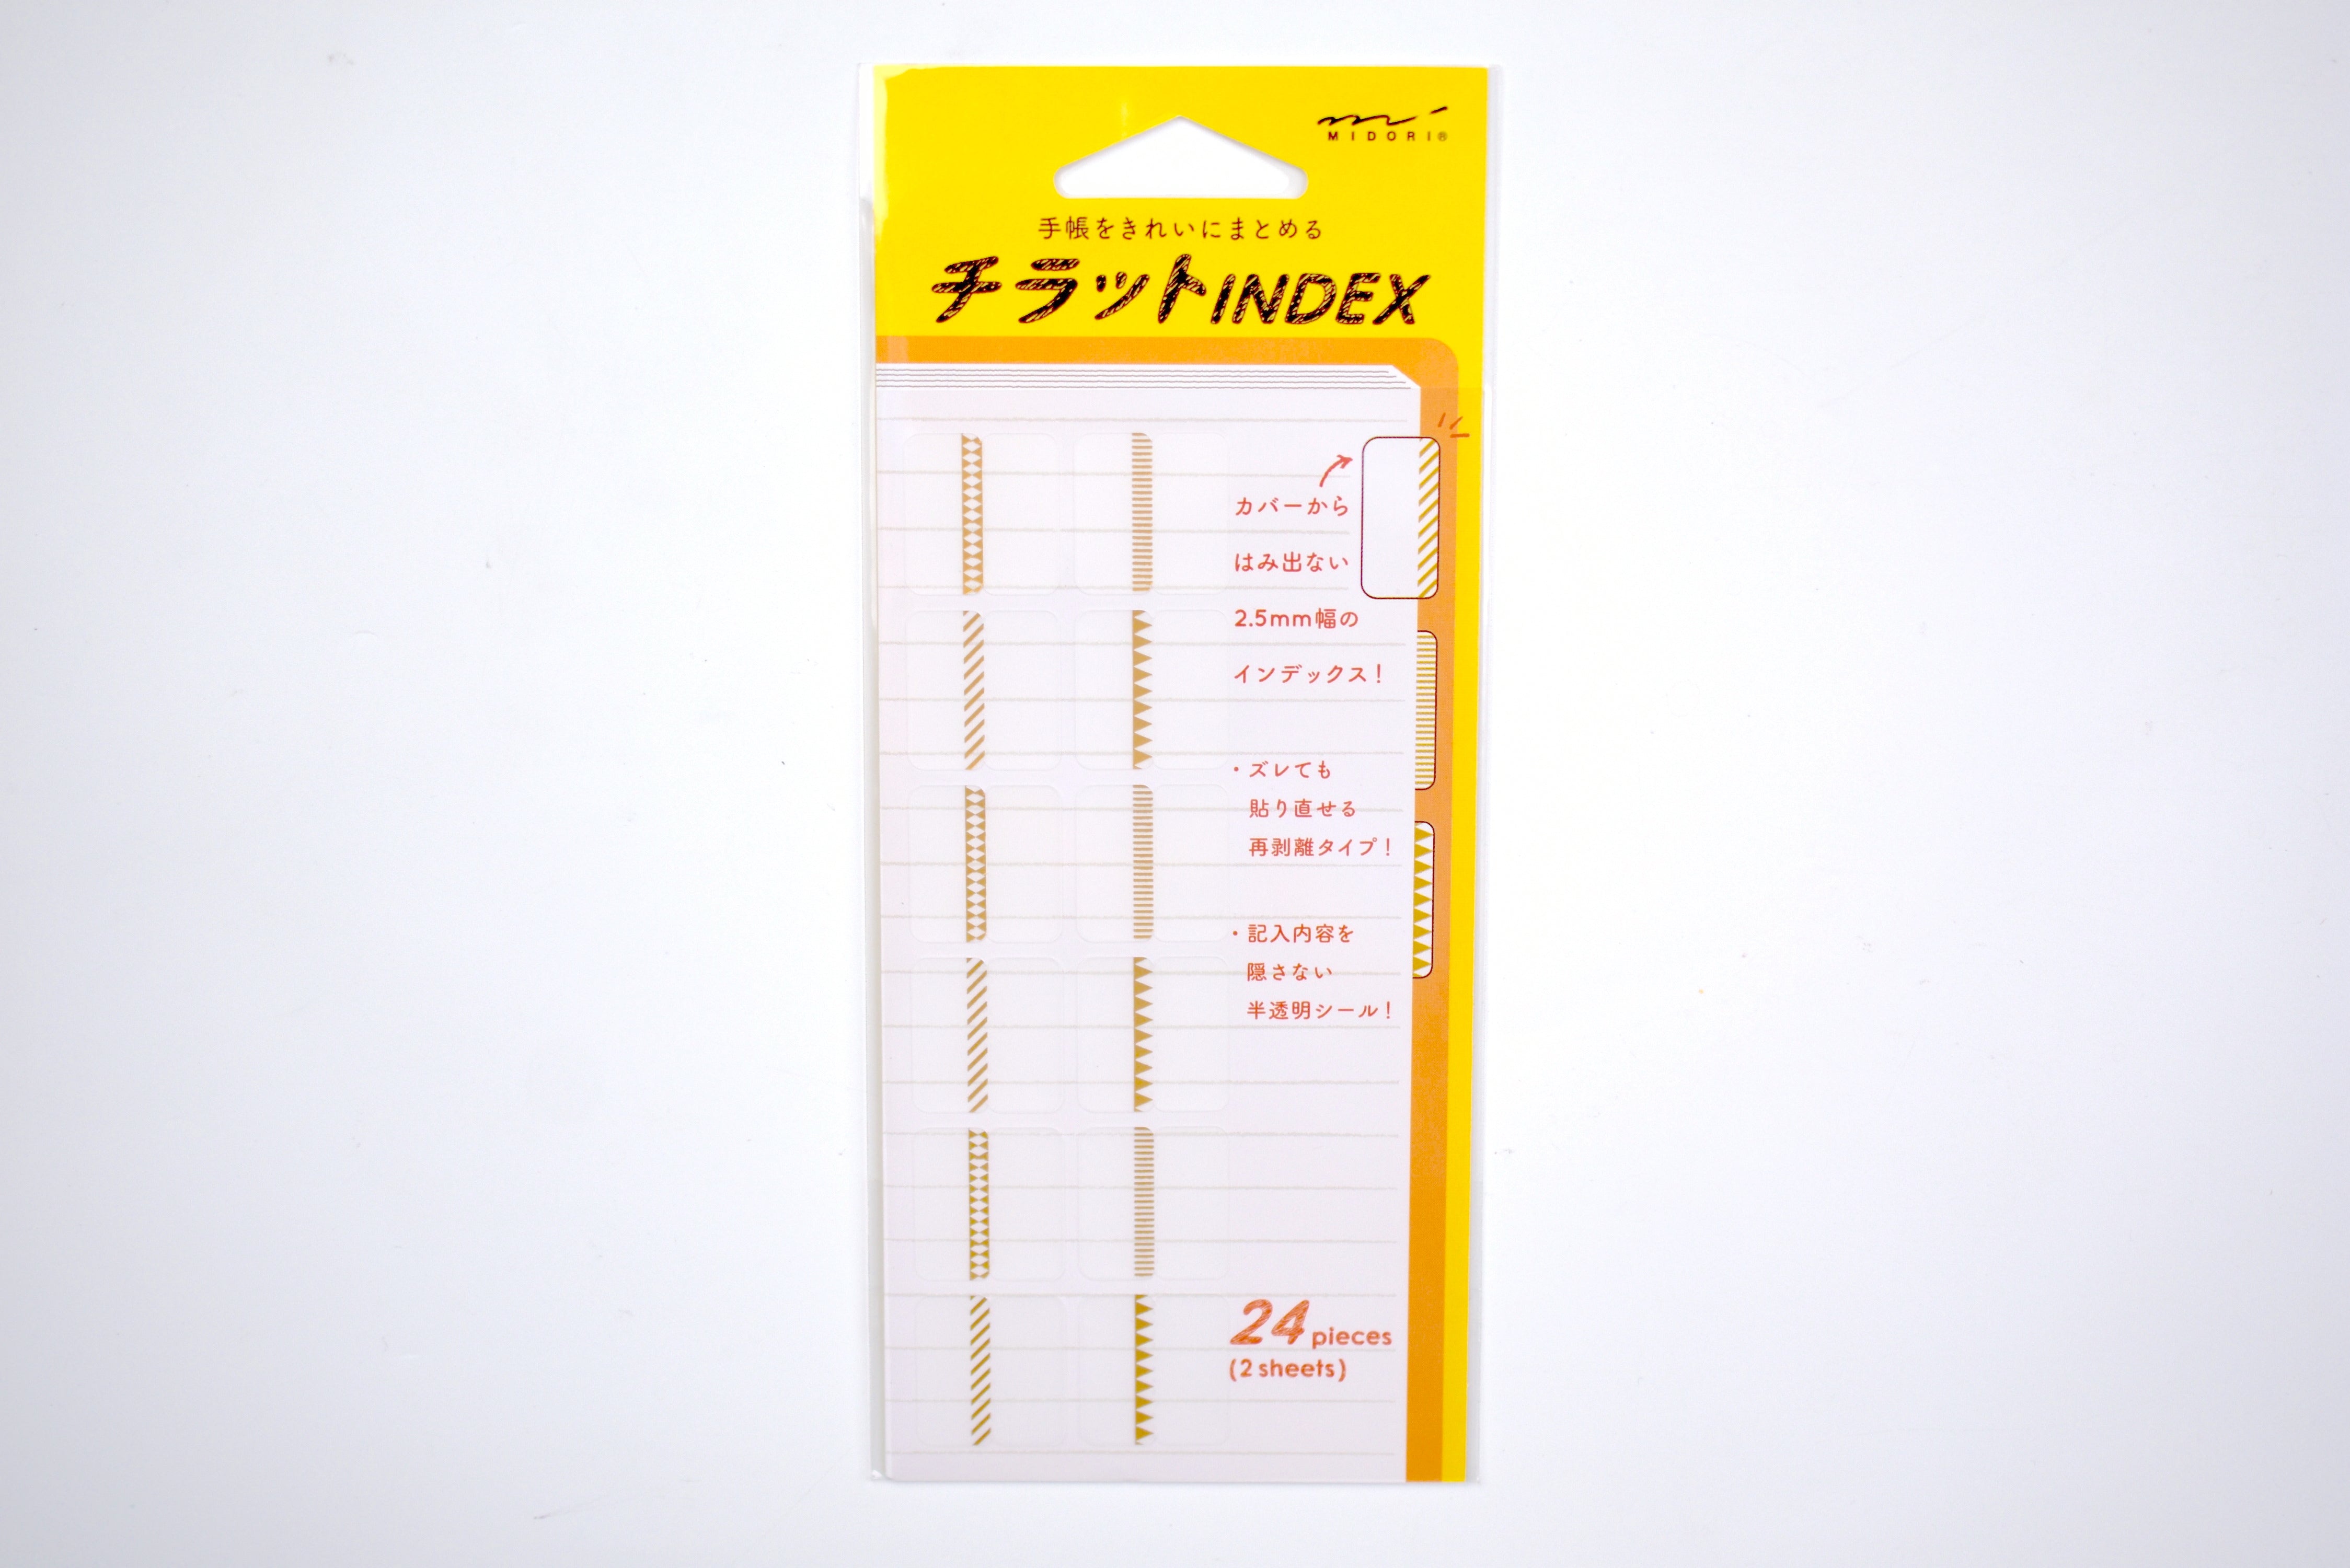 MIDORI®
手帳をきれいにまとめる
チラットINDEX
カバーから
はみ出ない
2.5mm幅の
インデックス!
・ズレても
貼り直せる
再剥離タイプ!
・記入内容を
隠さない
半透明シール!
24 pieces
(2 sheets)